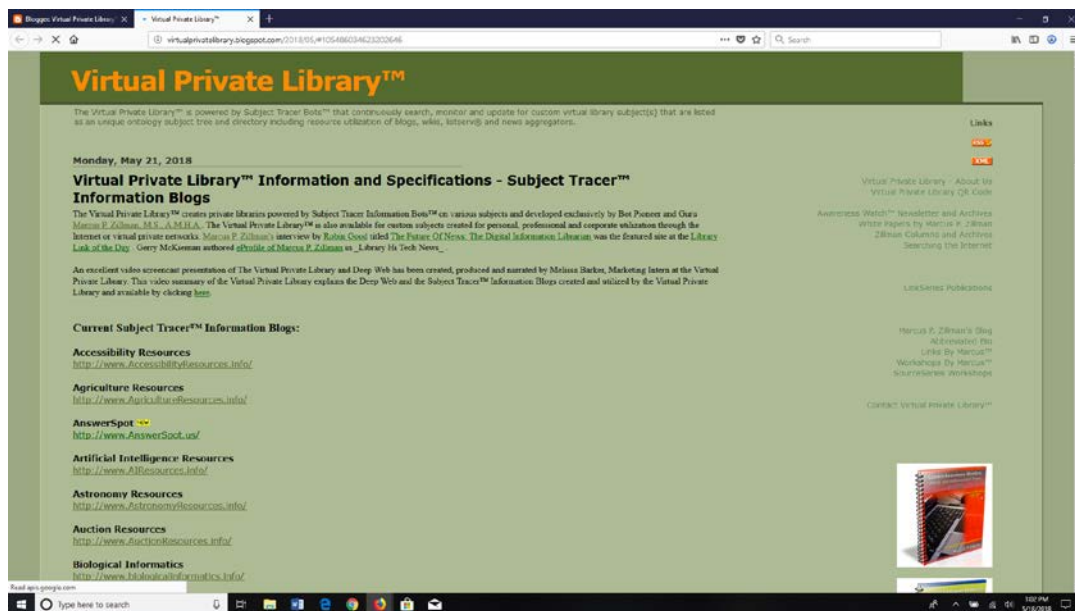 Blogger: Virtual Private Library
Virtual Private Library™
virtualprivatelibrary.blogspot.com/2018/05/#105486034623202646
Search
Virtual Private Library™
The Virtual Private Library™ is powered by Subject Tracer Bots™ that continuously search, monitor and update for custom virtual library subject(s) that are listed
as an unique ontology subject tree and directory including resource utilization of blogs, wikis, listservs and news aggregators.
Monday, May 21, 2018
Virtual Private Library™ Information and Specifications - Subject Tracer™
Information Blogs
The Virtual Private Library™ creates private libraries powered by Subject Tracer Information Bots™ on various subjects and developed exclusively by Bot Pioneer and Guru
Marcus P. Zillman, M.S., A.M.H.A. The Virtual Private Library™ is also available for custom subjects created for personal, professional and corporate utilization through the
Internet or virtual private networks. Marcus P. Zillman's interview by Robin Good titled The Future Of News: The Digital Information Librarian was the featured site at the Library
Link of the Day. Gerry McKiernan authored eProfile of Marcus P. Zillman in _Library Hi Tech News_.
An excellent video screencast presentation of The Virtual Private Library and Deep Web has been created, produced and narrated by Melissa Barker, Marketing Intern at the Virtual
Private Library. This video summary of the Virtual Private Library explains the Deep Web and the Subject Tracer™ Information Blogs created and utilized by the Virtual Private
Library and available by clicking here.
Current Subject Tracer™ Information Blogs:
Accessibility Resources
http://www.AccessibilityResources.info/
Agriculture Resources
http://www.AgricultureResources.info/
AnswerSpot NEW
http://www.AnswerSpot.us/
Artificial Intelligence Resources
http://www.AIResources.info/
Astronomy Resources
http://www.AstronomyResources.info/
Auction Resources
http://www.AuctionResources.info/
Biological Informatics
http://www.biologicalinformatics.info/
Links
RSS
XML
Virtual Private Library - About Us
Virtual Private Library QR Code
Awareness Watch™ Newsletter and Archives
White Papers by Marcus P. Zillman
Zillman Columns and Archives
Searching the Internet
LinkSeries Publications
Marcus P. Zillman's Blog
Abbreviated Bio
Links By Marcus™
Workshops By Marcus™
SourceSeries Workshops
Contact Virtual Private Library™
Read apis.google.com
Type here to search
1:02 PM
5/18/2018